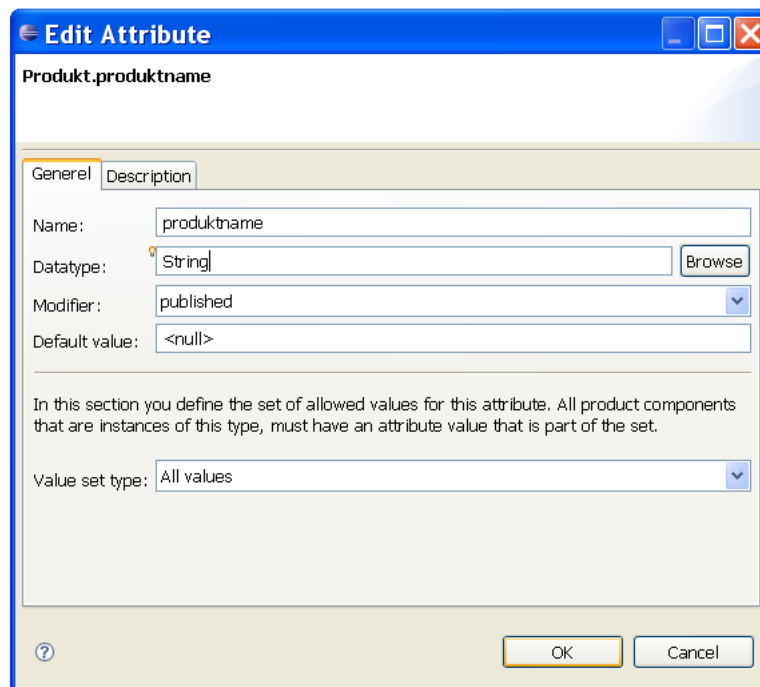 Edit Attribute
Produkt.produktname
Generel Description
Name: produktname
Datatype: String Browse
Modifier: published
Default value: <null>
In this section you define the set of allowed values for this attribute. All product components
that are instances of this type, must have an attribute value that is part of the set.
Value set type: All values
OK Cancel